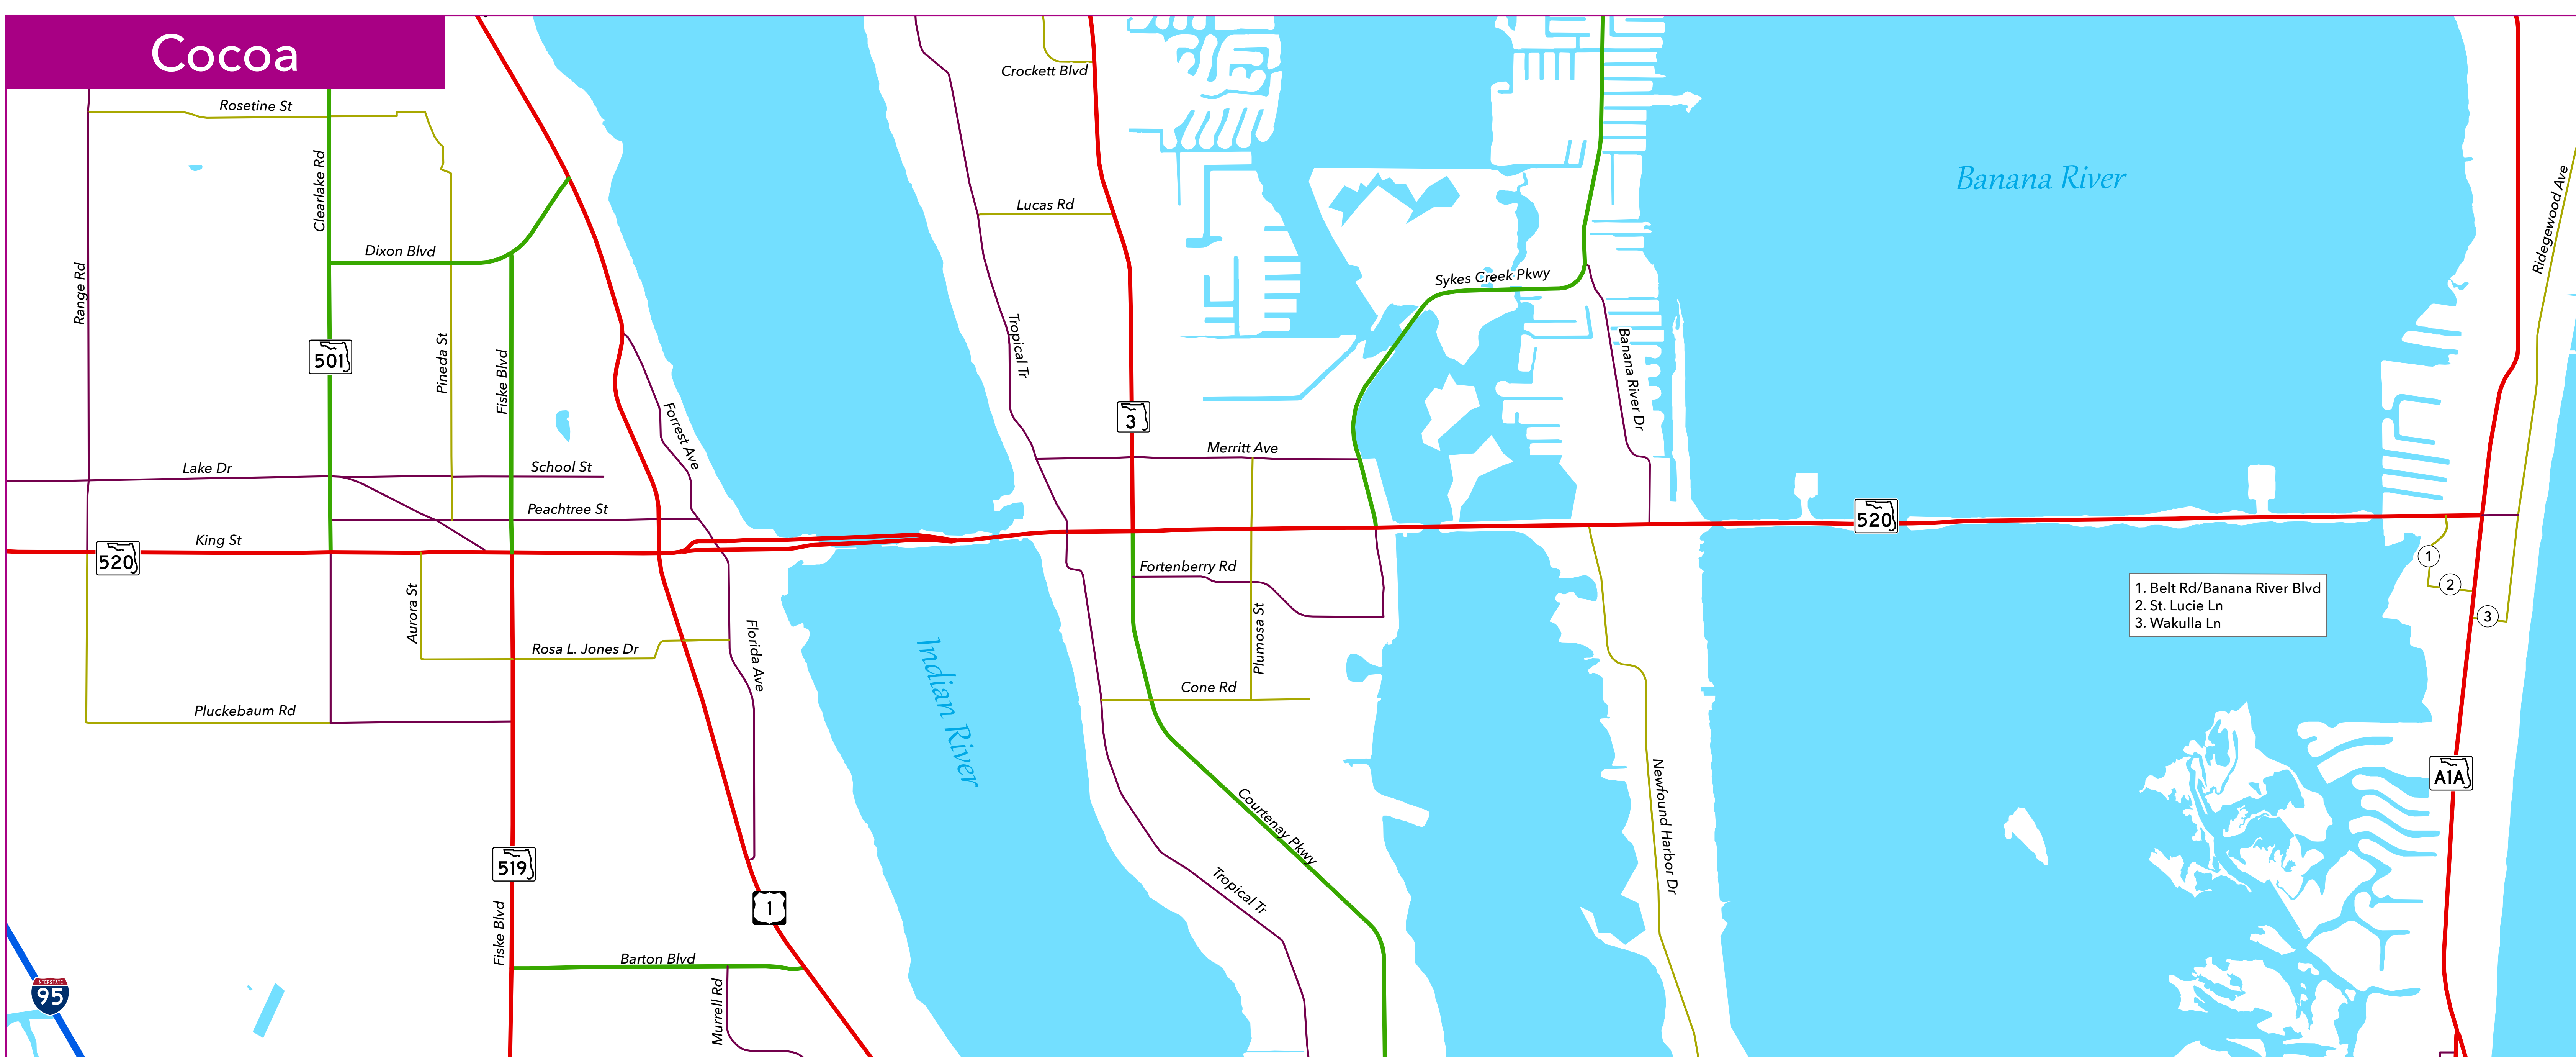 Cocoa
Crockett Blvd
Rosetine St
Clearlake Rd
Banana River
Ridegewood Ave
Lucas Rd
Dixon Blvd
Sykes Creek Pkwy
Range Rd
501
Pineda St
Fiske Blvd
Tropical Tr
Banana River Dr
3
Forrest Ave
Merritt Ave
Lake Dr
School St
Peachtree St
520
King St
520
Fortenberry Rd
1
2
3
1. Belt Rd/Banana River Blvd
2. St. Lucie Ln
3. Wakulla Ln
Aurora St
Plumosa St
Rosa L. Jones Dr
Florida Ave
Indian River
Cone Rd
Pluckebaum Rd
A1A
Newfound Harbor Dr
Courtenay Pkwy
519
Tropical Tr
1
Fiske Blvd
Barton Blvd
Murrell Rd
INTERSTATE
95